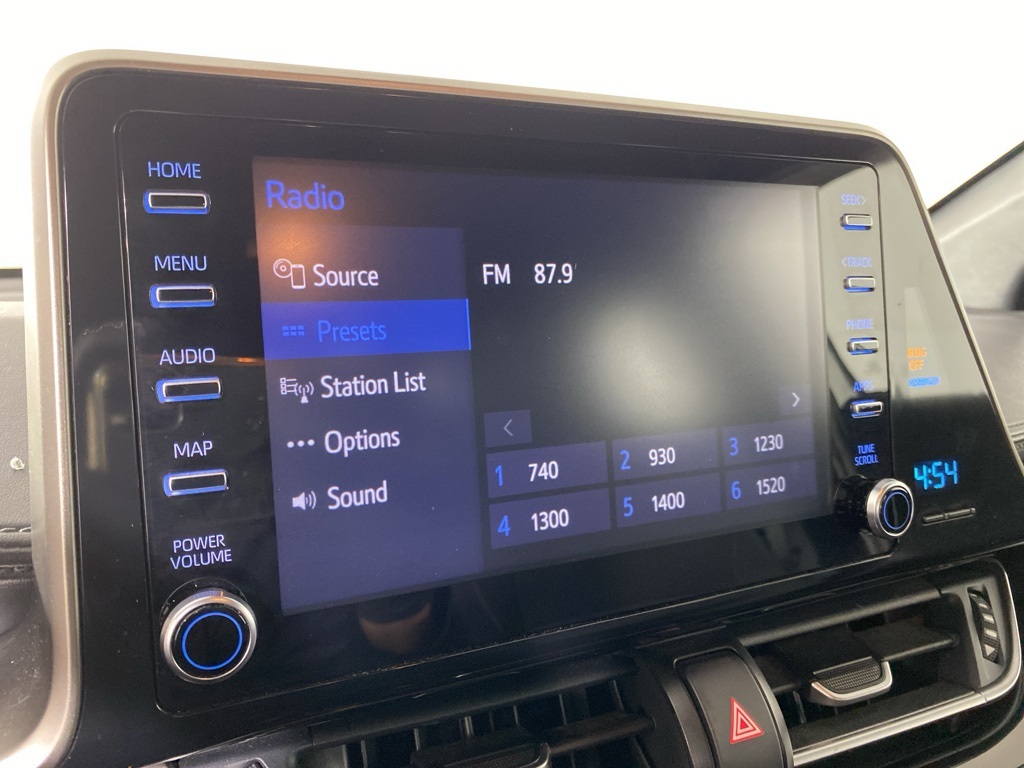 HOME
MENU
AUDIO
MAP
POWER
VOLUME
Radio
Source
Presets
Station List
Options
Sound
FM 87.9
<
>
1 740
2 930
3 1230
4 1300
5 1400
6 1520
SEEK>
<TRACK
PHONE
APPS
TUNE
SCROLL
OFF
4:54